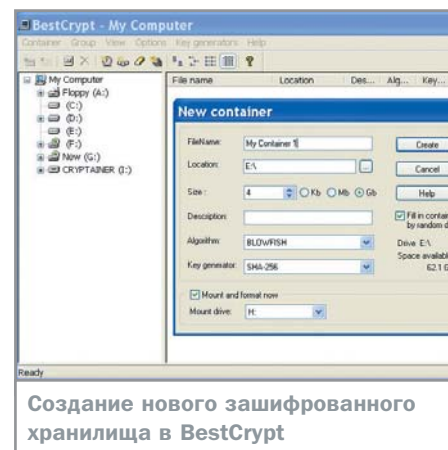 BestCrypt - My Computer
Container Group View Options Key generators Help
My Computer
Floppy (A:)
(C:)
(D:)
(E:)
(F:)
New (G:)
CRYPTAINER (I:)
File name Location Des... Alg... Key...
New container
FileName: My Container 1
Create
Location: E:\ ...
Cancel
Size: 4 Kb Mb Gb
Help
Description:
Fill in contain
by random d
Algorithm: BLOWFISH
Drive E:\
Space availabl
62.1 G
Key generator: SHA-256
Mount and format now
Mount drive: H:
Ready
Создание нового зашифрованного
хранилища в BestCrypt